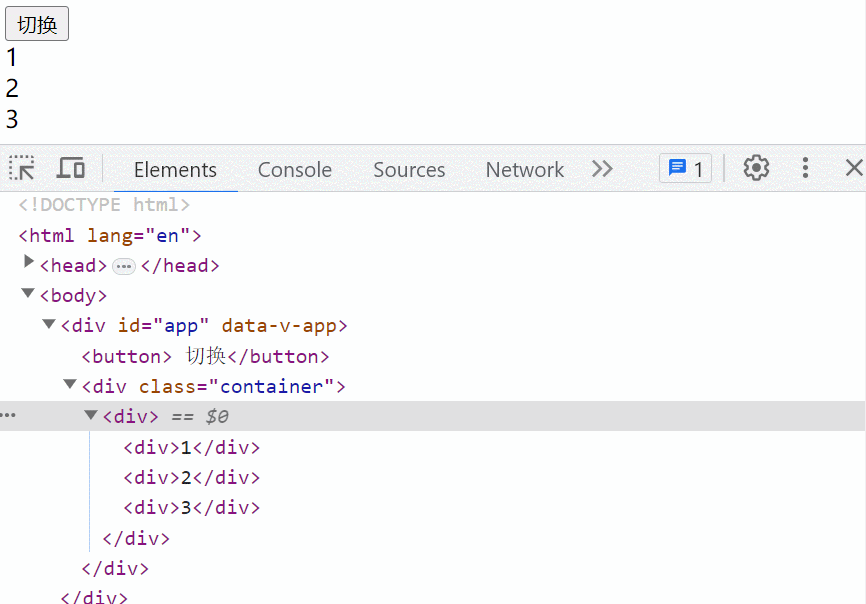 切换
1
2
3
Elements Console Sources Network 1
<!DOCTYPE html>
<html lang="en">
<head> ••• </head>
<body>
<div id="app" data-v-app>
<button> 切换</button>
<div class="container">
••• <div> == $0
<div>1</div>
<div>2</div>
<div>3</div>
</div>
</div>
</div>